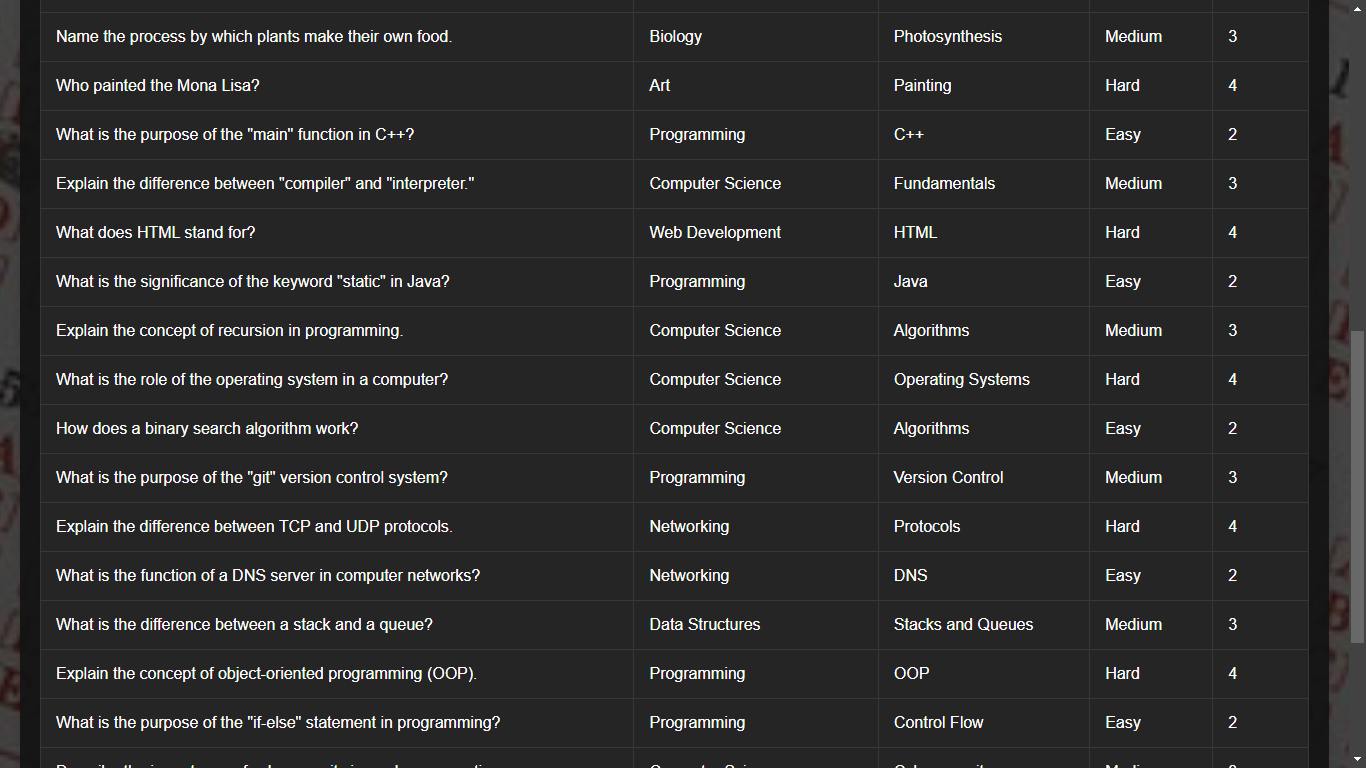 Name the process by which plants make their own food. Biology Photosynthesis Medium 3
Who painted the Mona Lisa? Art Painting Hard 4
What is the purpose of the "main" function in C++? Programming C++ Easy 2
Explain the difference between "compiler" and "interpreter." Computer Science Fundamentals Medium 3
What does HTML stand for? Web Development HTML Hard 4
What is the significance of the keyword "static" in Java? Programming Java Easy 2
Explain the concept of recursion in programming. Computer Science Algorithms Medium 3
What is the role of the operating system in a computer? Computer Science Operating Systems Hard 4
How does a binary search algorithm work? Computer Science Algorithms Easy 2
What is the purpose of the "git" version control system? Programming Version Control Medium 3
Explain the difference between TCP and UDP protocols. Networking Protocols Hard 4
What is the function of a DNS server in computer networks? Networking DNS Easy 2
What is the difference between a stack and a queue? Data Structures Stacks and Queues Medium 3
Explain the concept of object-oriented programming (OOP). Programming OOP Hard 4
What is the purpose of the "if-else" statement in programming? Programming Control Flow Easy 2